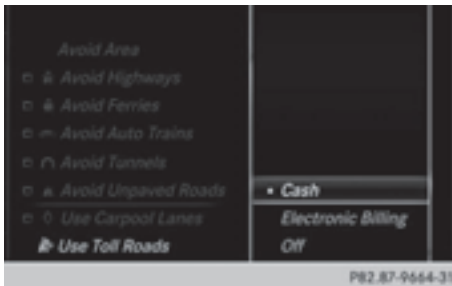 Avoid Area
Avoid Highways
Avoid Ferries
Avoid Auto Trains
Avoid Tunnels
Avoid Unpaved Roads
Use Carpool Lanes
Use Toll Roads
• Cash
Electronic Billing
Off
P82.87-9664-31